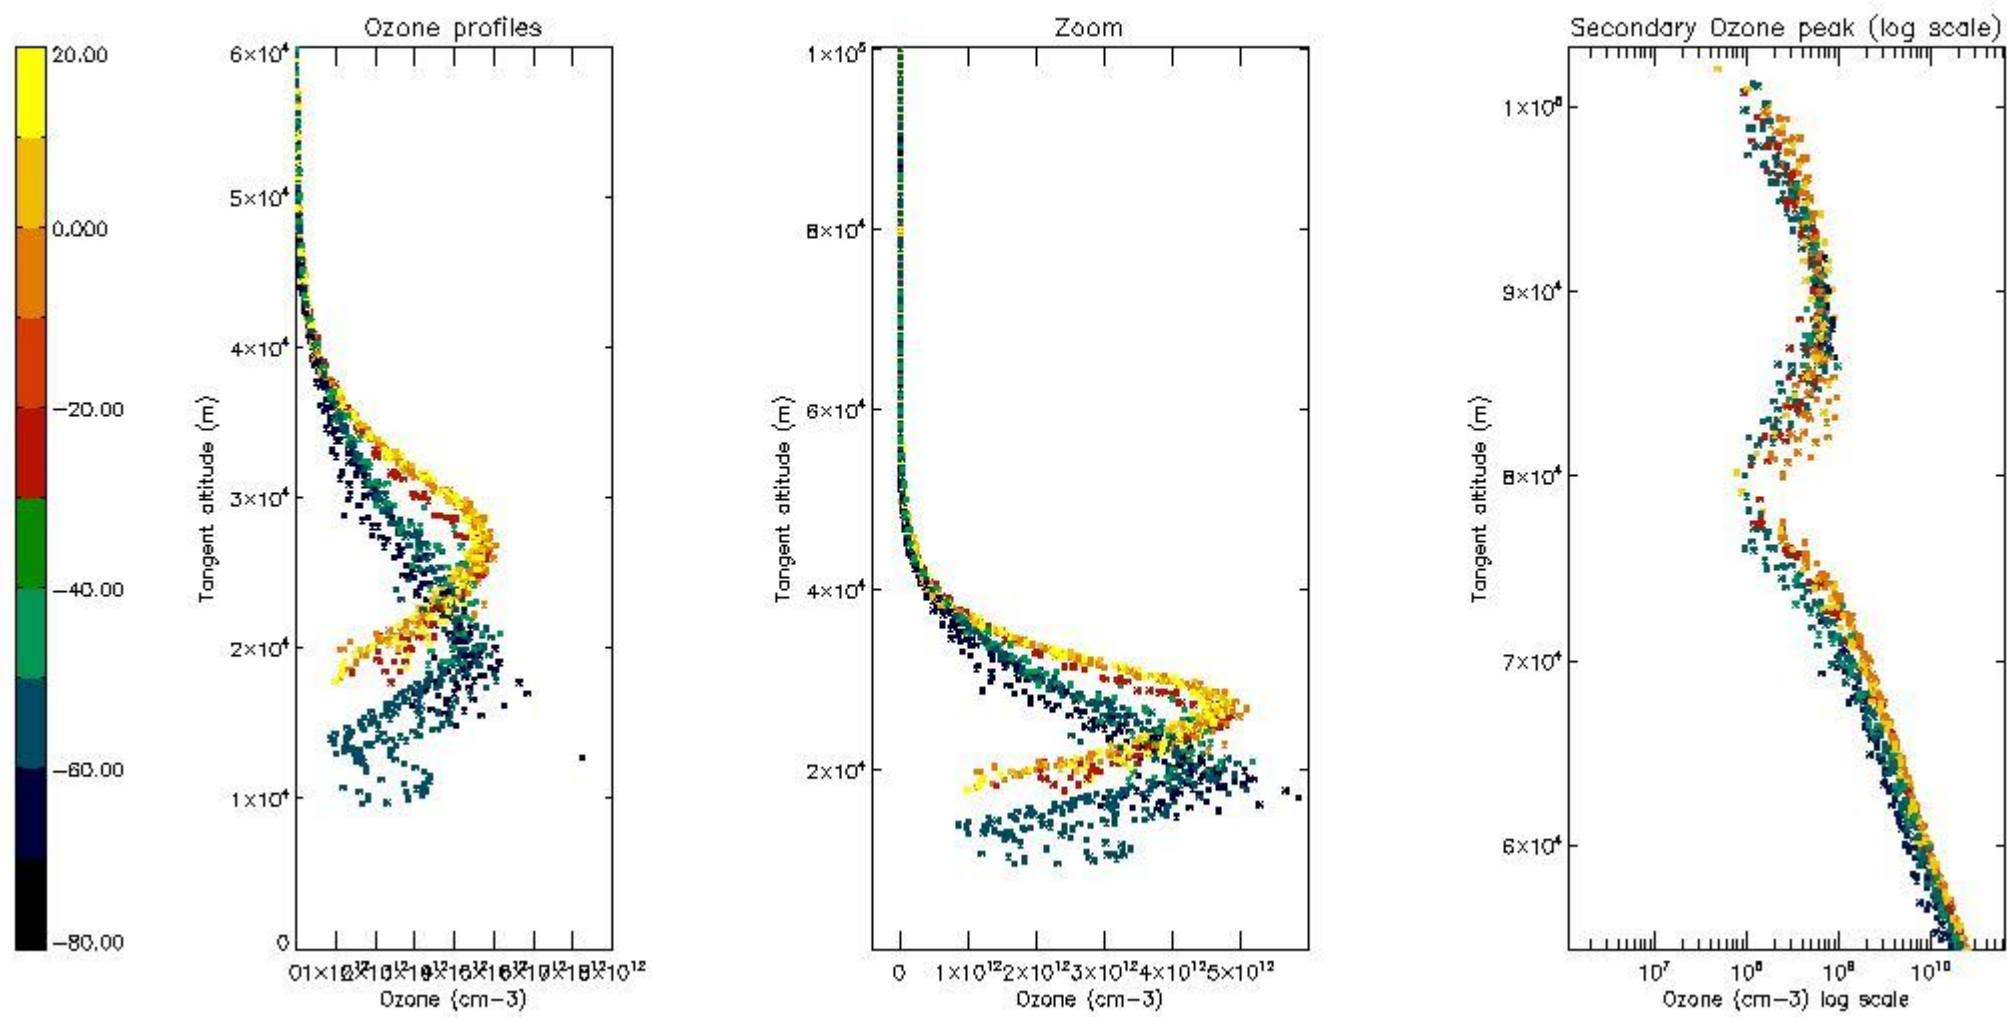 Ozone profiles
Zoom
Secondary Ozone peak (log scale)
20.00
0.000
−20.00
−40.00
−60.00
−80.00
6×10⁴
5×10⁴
4×10⁴
3×10⁴
2×10⁴
1×10⁴
0
Tangent altitude (m)
Ozone (cm−3)
1×10⁵
8×10⁴
6×10⁴
4×10⁴
2×10⁴
Tangent altitude (m)
0 1×10¹² 2×10¹² 3×10¹² 4×10¹² 5×10¹²
Ozone (cm−3)
9×10⁴
8×10⁴
7×10⁴
6×10⁴
Tangent altitude (m)
10⁷ 10⁸ 10⁹ 10¹⁰
Ozone (cm−3) log scale